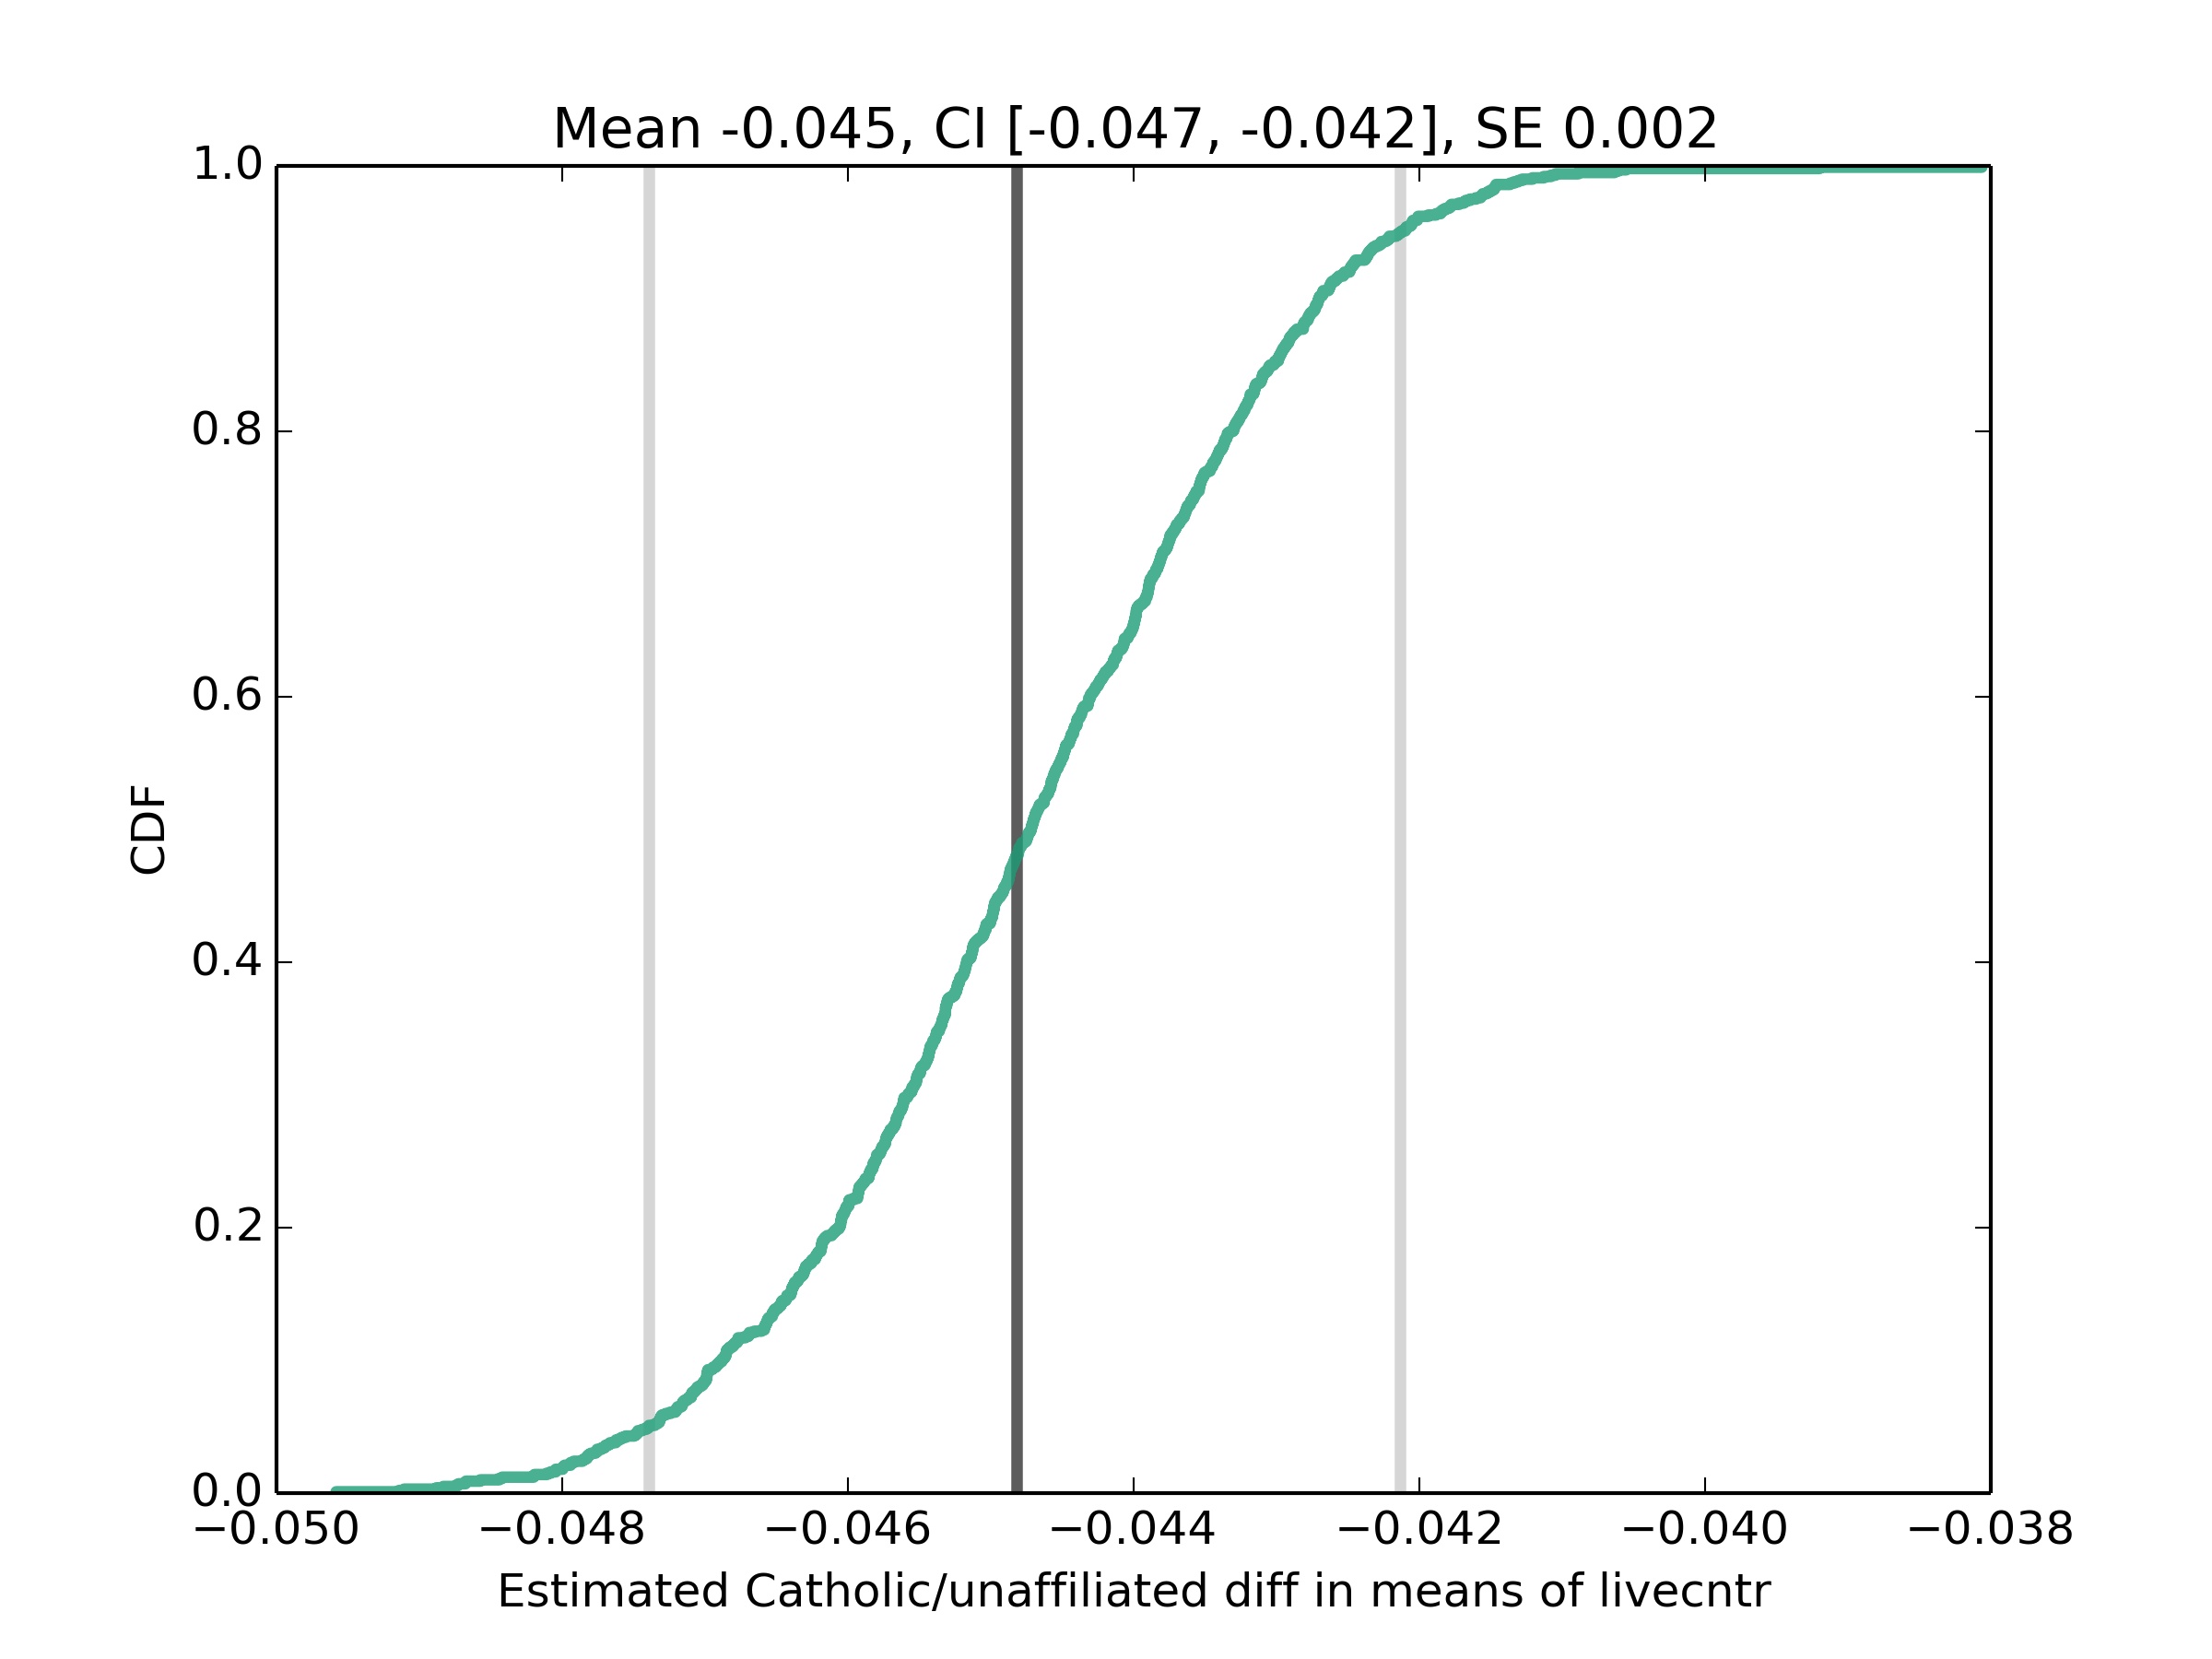 Mean -0.045, CI [-0.047, -0.042], SE 0.002
1.0
0.8
0.6
0.4
0.2
0.0
CDF
−0.050 −0.048 −0.046 −0.044 −0.042 −0.040 −0.038
Estimated Catholic/unaffiliated diff in means of livecntr